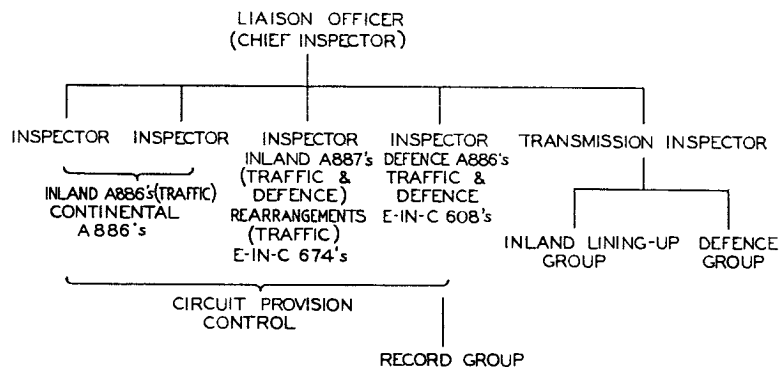 LIAISON OFFICER
(CHIEF INSPECTOR)
INSPECTOR
INSPECTOR
INLAND A886's (TRAFFIC)
CONTINENTAL
A886's
INSPECTOR
INLAND A887's
(TRAFFIC &
DEFENCE)
REARRANGEMENTS
(TRAFFIC)
E-IN-C 674's
INSPECTOR
DEFENCE A886's
TRAFFIC &
DEFENCE
E-IN-C 608's
TRANSMISSION INSPECTOR
INLAND LINING-UP
GROUP
DEFENCE
GROUP
CIRCUIT PROVISION
CONTROL
RECORD GROUP